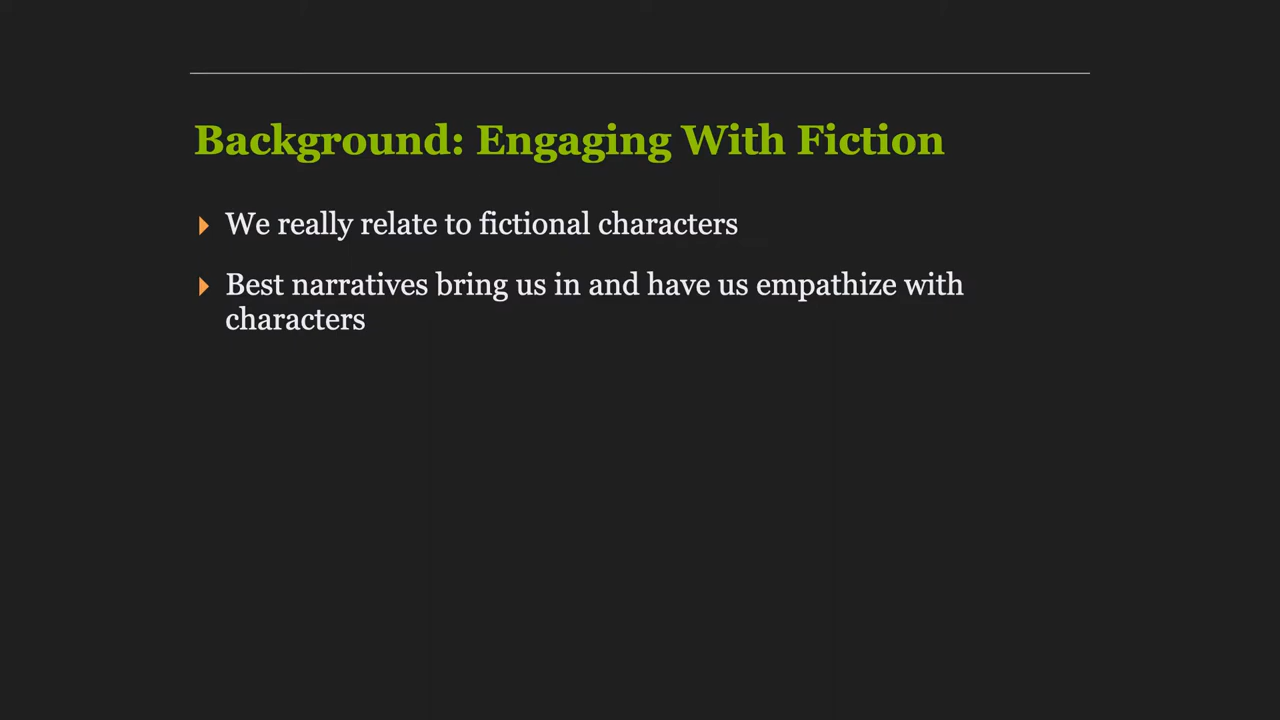 Background: Engaging With Fiction
We really relate to fictional characters
Best narratives bring us in and have us empathize with
characters